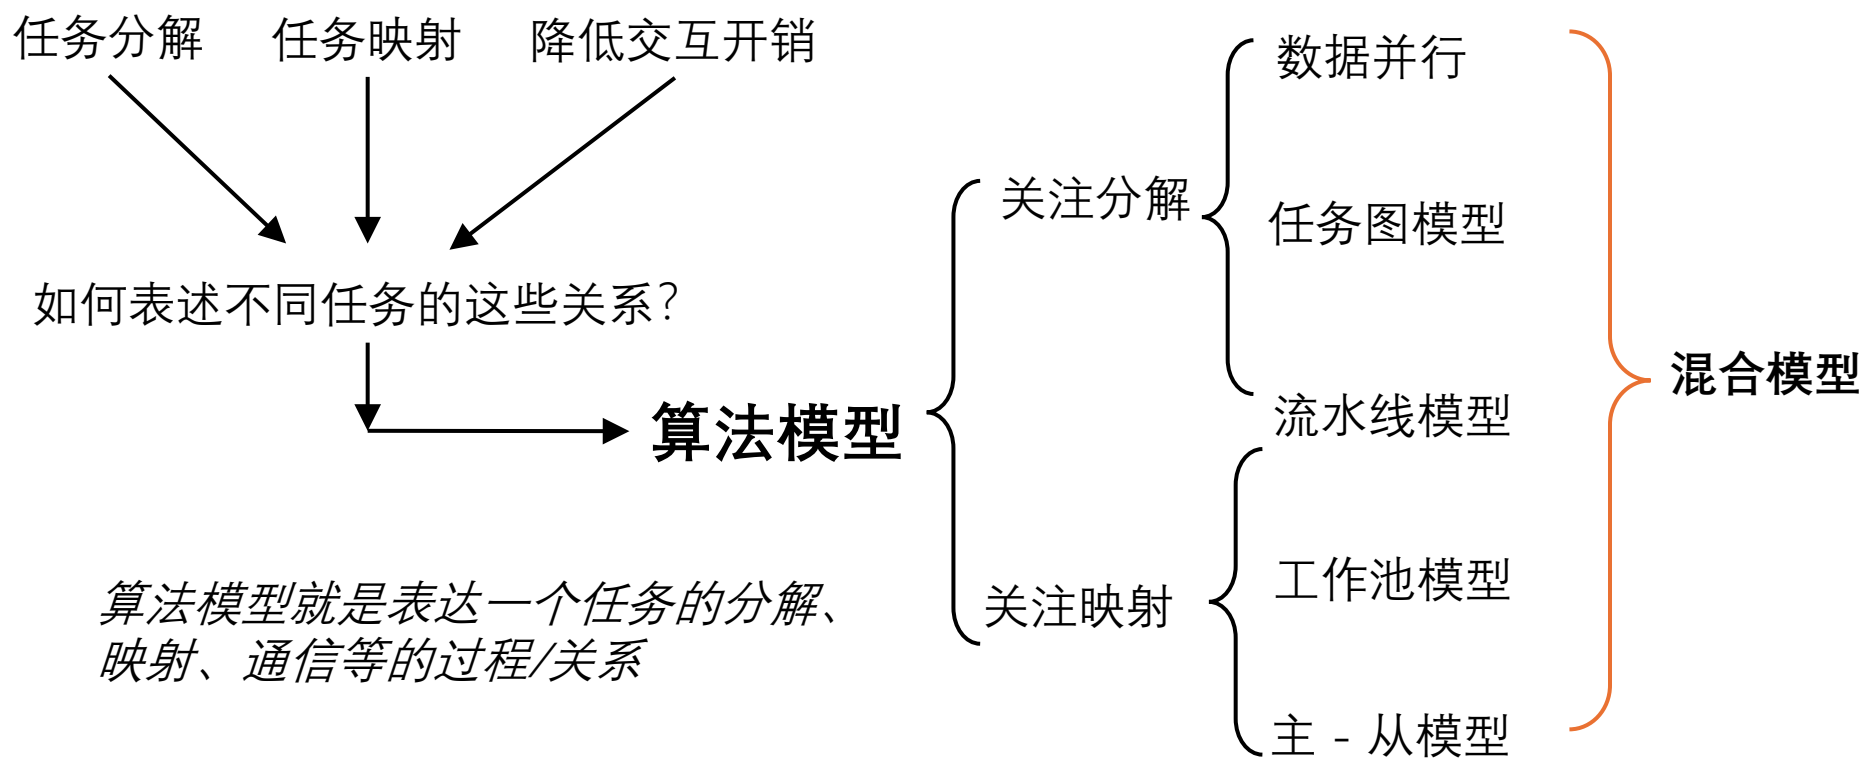 任务分解
任务映射
降低交互开销
如何表述不同任务的这些关系？
算法模型
算法模型就是表达一个任务的分解、
映射、通信等的过程/关系
关注分解
关注映射
数据并行
任务图模型
流水线模型
工作池模型
主 - 从模型
混合模型